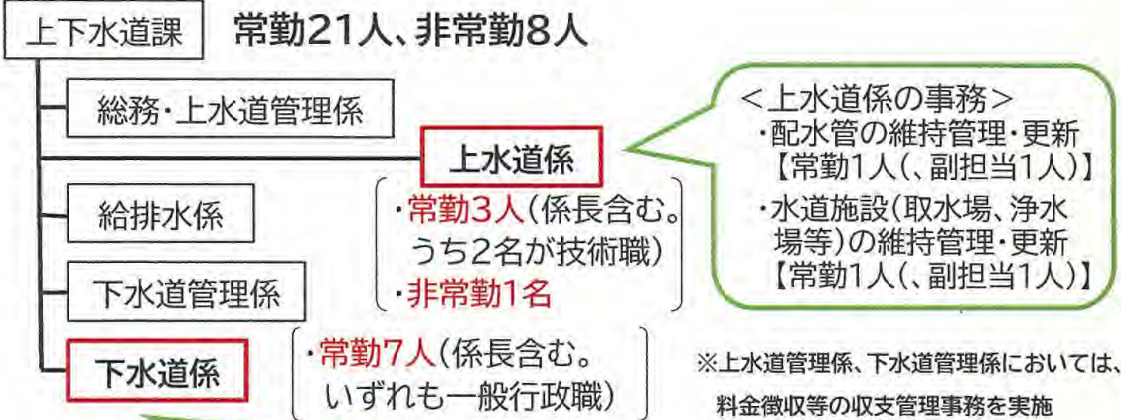 上下水道課
常勤21人、非常勤8人
総務・上水道管理係
上水道係
・常勤3人(係長含む。
うち2名が技術職)
・非常勤1名
<上水道係の事務>
・配水管の維持管理・更新
【常勤1人(、副担当1人)】
・水道施設(取水場、浄水
場等)の維持管理・更新
【常勤1人(、副担当1人)】
給排水係
下水道管理係
下水道係
・常勤7人(係長含む。
いずれも一般行政職)
※上水道管理係、下水道管理係においては、
料金徴収等の収支管理事務を実施